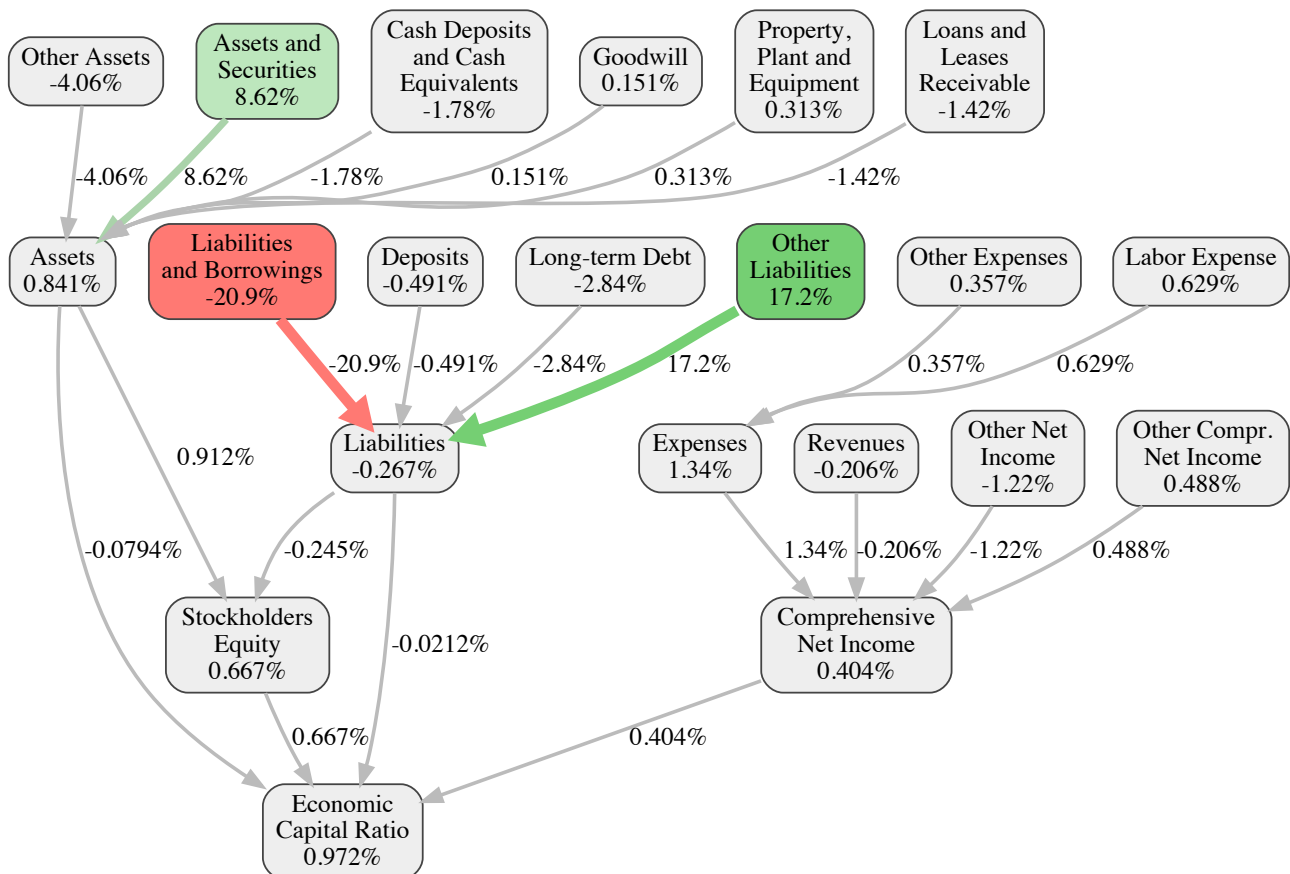 Other Assets
-4.06%
Assets and
Securities
8.62%
Cash Deposits
and Cash
Equivalents
-1.78%
Goodwill
0.151%
Property,
Plant and
Equipment
0.313%
Loans and
Leases
Receivable
-1.42%
-4.06%
8.62%
-1.78%
0.151%
0.313%
-1.42%
Assets
0.841%
Liabilities
and Borrowings
-20.9%
Deposits
-0.491%
Long-term Debt
-2.84%
Other
Liabilities
17.2%
Other Expenses
0.357%
Labor Expense
0.629%
-20.9%
-0.491%
-2.84%
17.2%
0.357%
0.629%
Liabilities
-0.267%
Expenses
1.34%
Revenues
-0.206%
Other Net
Income
-1.22%
Other Compr.
Net Income
0.488%
0.912%
-0.0794%
-0.245%
1.34%
-0.206%
-1.22%
0.488%
Stockholders
Equity
0.667%
-0.0212%
Comprehensive
Net Income
0.404%
0.667%
0.404%
Economic
Capital Ratio
0.972%